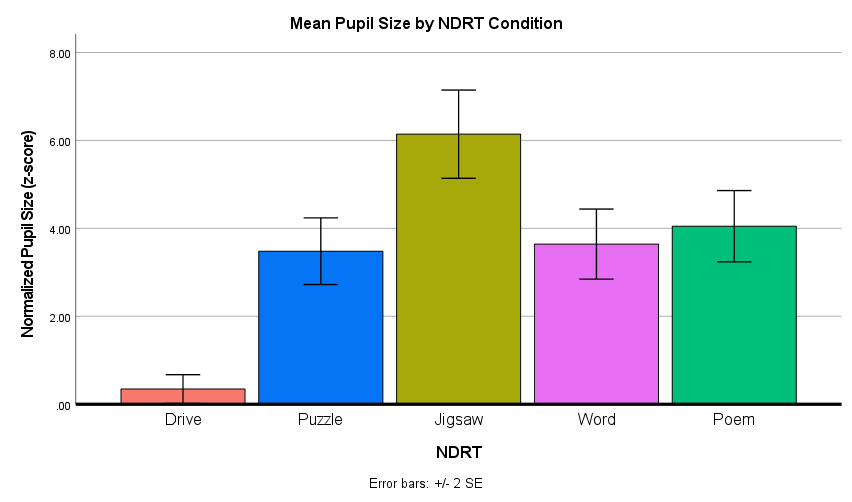 Mean Pupil Size by NDRT Condition
Normalized Pupil Size (z-score)
8.00
6.00
4.00
2.00
.00
Drive
Puzzle
Jigsaw
Word
Poem
NDRT
Error bars: +/- 2 SE